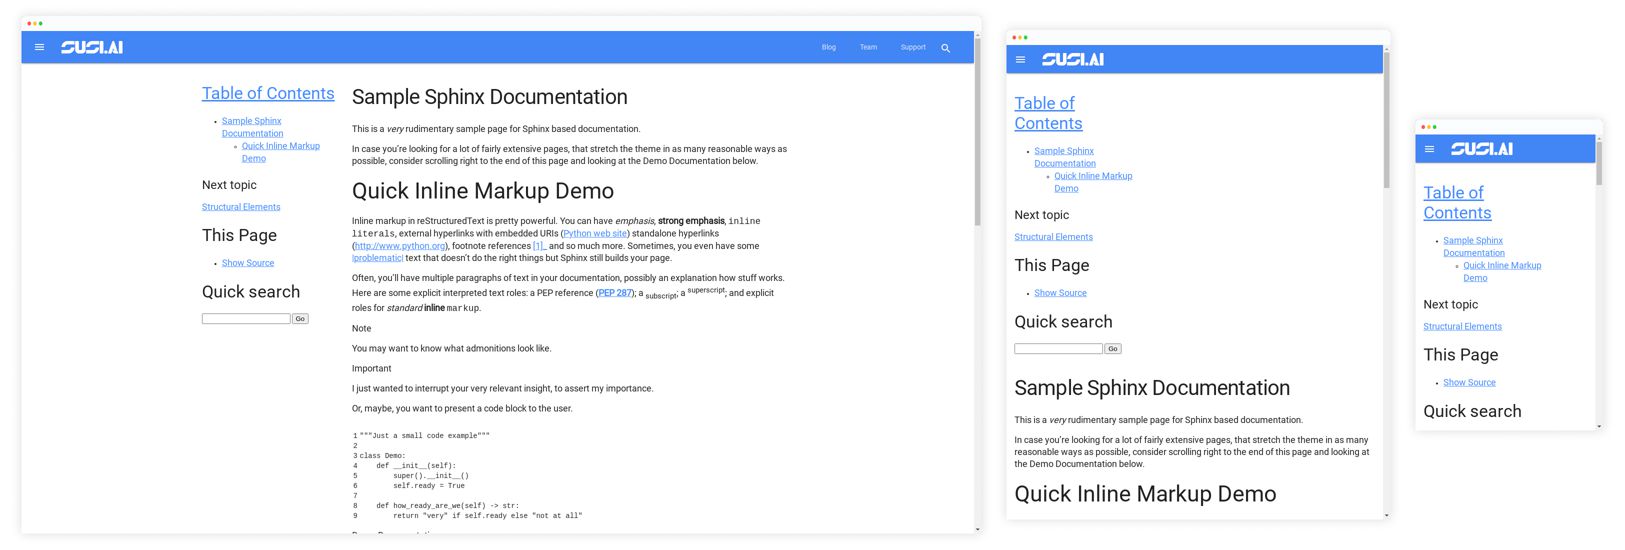 SUSI.AI
Blog Team Support
Table of Contents
Sample Sphinx
Documentation
Quick Inline Markup
Demo
Next topic
Structural Elements
This Page
Show Source
Quick search
Go
Sample Sphinx Documentation
This is a very rudimentary sample page for Sphinx based documentation.
In case you're looking for a lot of fairly extensive pages, that stretch the theme in as many reasonable ways as
possible, consider scrolling right to the end of this page and looking at the Demo Documentation below.
Quick Inline Markup Demo
Inline markup in reStructuredText is pretty powerful. You can have emphasis, strong emphasis, inline
literals, external hyperlinks with embedded URIs (Python web site) standalone hyperlinks
(http://www.python.org), footnote references [1]_ and so much more. Sometimes, you even have some
|problematic| text that doesn't do the right things but Sphinx still builds your page.
Often, you'll have multiple paragraphs of text in your documentation, possibly an explanation how stuff works.
Here are some explicit interpreted text roles: a PEP reference (PEP 287); a subscript; a superscript; and explicit
roles for standard inline markup.
Note
You may want to know what admonitions look like.
Important
I just wanted to interrupt your very relevant insight, to assert my importance.
Or, maybe, you want to present a code block to the user.
1 """Just a small code example"""
2
3 class Demo:
4     def __init__(self):
5         super().__init__()
6         self.ready = True
7
8     def how_ready_are_we(self) -> str:
9         return "very" if self.ready else "not at all"
SUSI.AI
Table of
Contents
Sample Sphinx
Documentation
Quick Inline Markup
Demo
Next topic
Structural Elements
This Page
Show Source
Quick search
Go
Sample Sphinx Documentation
This is a very rudimentary sample page for Sphinx based documentation.
In case you're looking for a lot of fairly extensive pages, that stretch the theme in as many
reasonable ways as possible, consider scrolling right to the end of this page and looking at
the Demo Documentation below.
Quick Inline Markup Demo
SUSI.AI
Table of
Contents
Sample Sphinx
Documentation
Quick Inline Markup
Demo
Next topic
Structural Elements
This Page
Show Source
Quick search